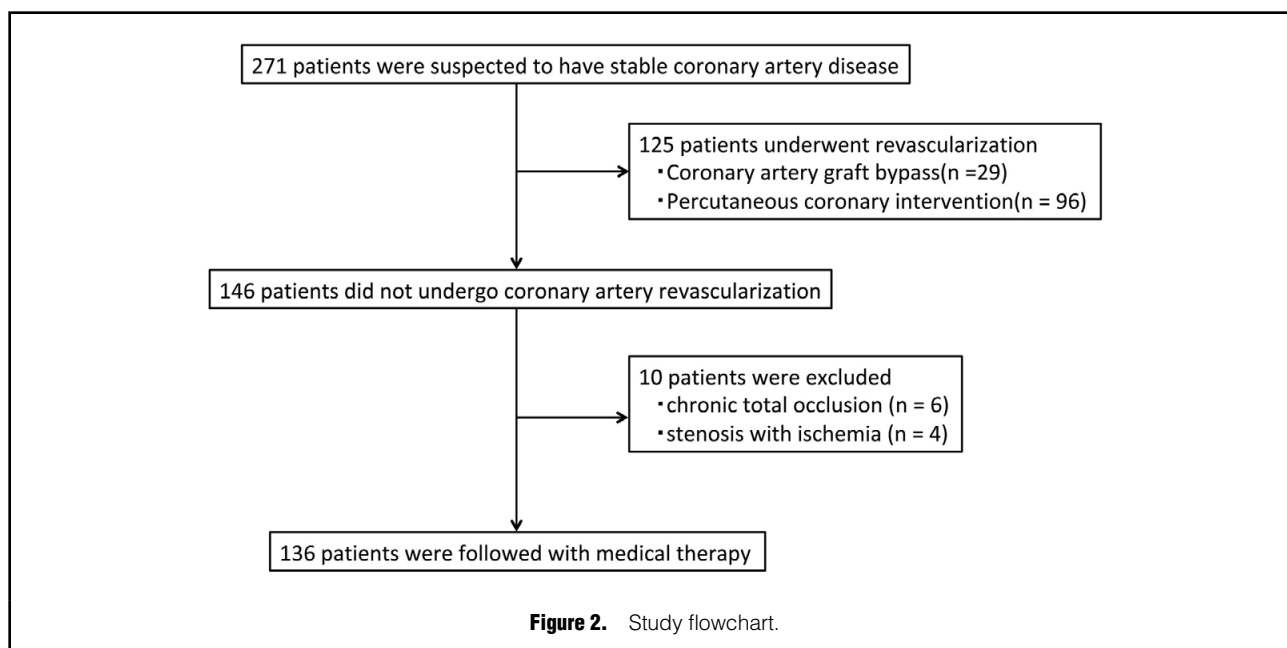 271 patients were suspected to have stable coronary artery disease
125 patients underwent revascularization
・Coronary artery graft bypass(n =29)
・Percutaneous coronary intervention(n = 96)
146 patients did not undergo coronary artery revascularization
10 patients were excluded
・chronic total occlusion (n = 6)
・stenosis with ischemia (n = 4)
136 patients were followed with medical therapy
Figure 2. Study flowchart.